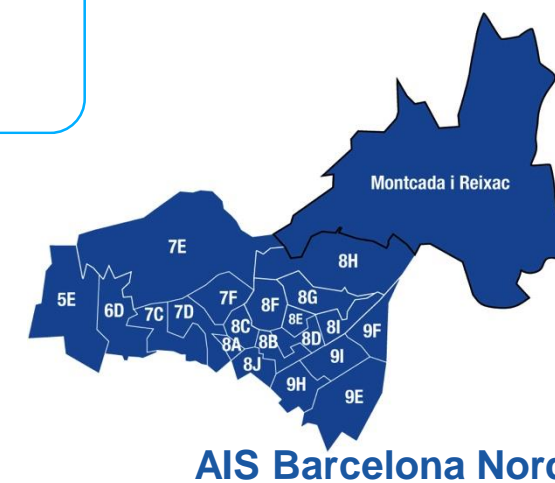 Montcada i Reixac
7E
8H
5E
6D
7C
7D
7F
8F
8G
8C
8E
8I
9F
8A
8B
8D
9I
8J
9H
9E
AIS Barcelona Nord